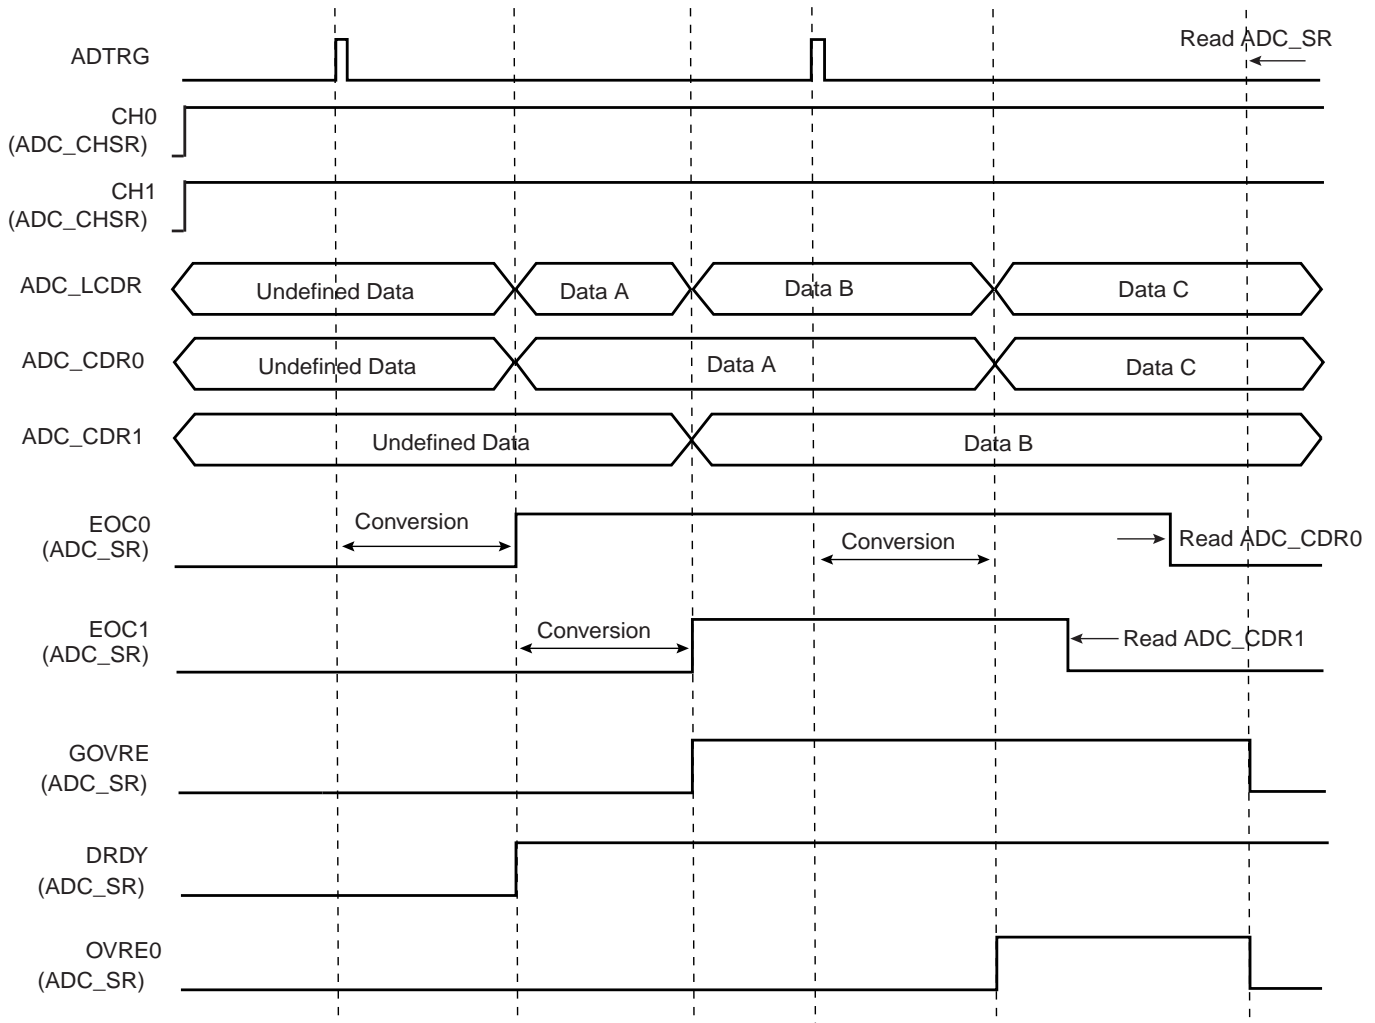 Read ADC_SR
ADTRG
CH0
(ADC_CHSR)
CH1
(ADC_CHSR)
ADC_LCDR
Undefined Data
Data A
Data B
Data C
ADC_CDR0
Undefined Data
Data A
Data C
ADC_CDR1
Undefined Data
Data B
EOC0
(ADC_SR)
Conversion
Conversion
Read ADC_CDR0
EOC1
(ADC_SR)
Conversion
Read ADC_CDR1
GOVRE
(ADC_SR)
DRDY
(ADC_SR)
OVRE0
(ADC_SR)